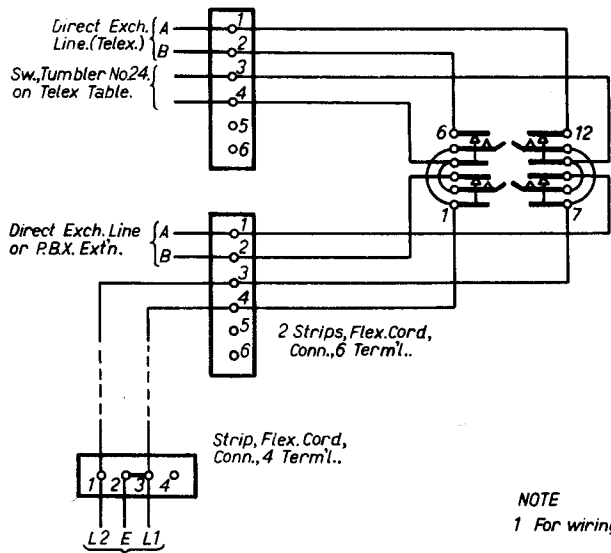 Direct Exch. A
Line.(Telex.) B
Sw.,Tumbler No24.
on Telex Table.
1
2
3
4
5
6
6 12
1 7
Direct Exch. Line A
or P.B.X. Ext'n. B
1
2
3
4
5
6
2 Strips, Flex. Cord,
Conn., 6 Term'l..
Strip, Flex. Cord,
Conn., 4 Term'l..
1 2 3 4
L2 E L1
NOTE
1 For wiring